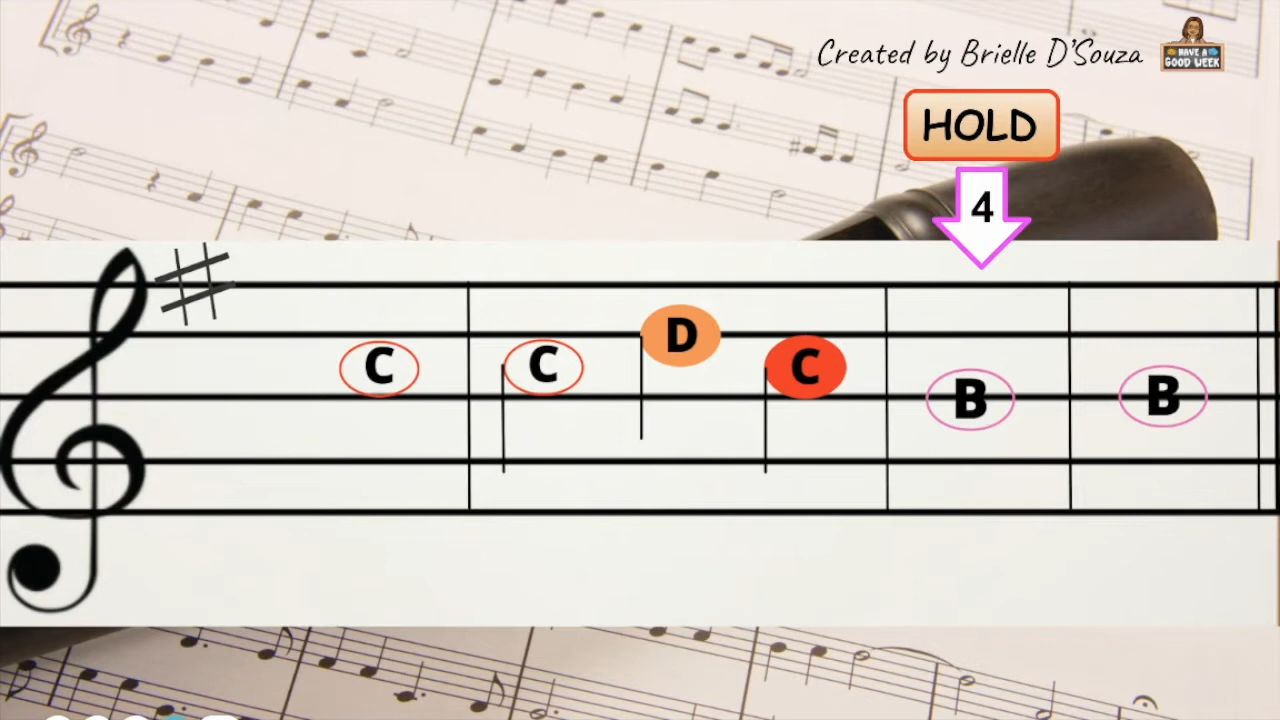 Created by Brielle D'Souza
HAVE A
GOOD WEEK
HOLD
4
C C D C B B